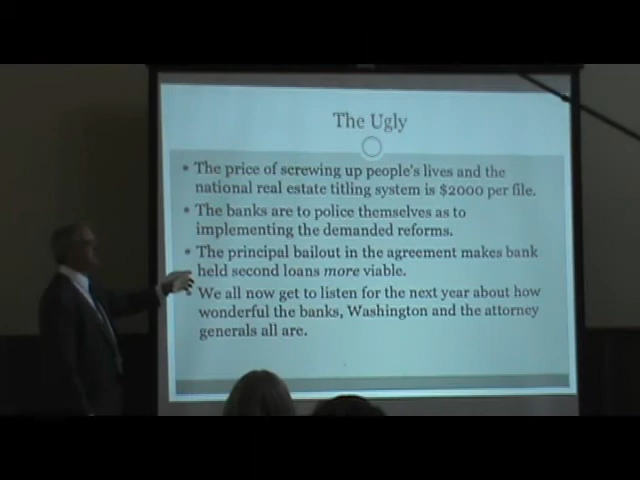 The Ugly
The price of screwing up people's lives and the
national real estate titling system is $2000 per file.
The banks are to police themselves as to
implementing the demanded reforms.
The principal bailout in the agreement makes bank
held second loans more viable.
We all now get to listen for the next year about how
wonderful the banks, Washington and the attorney
generals all are.